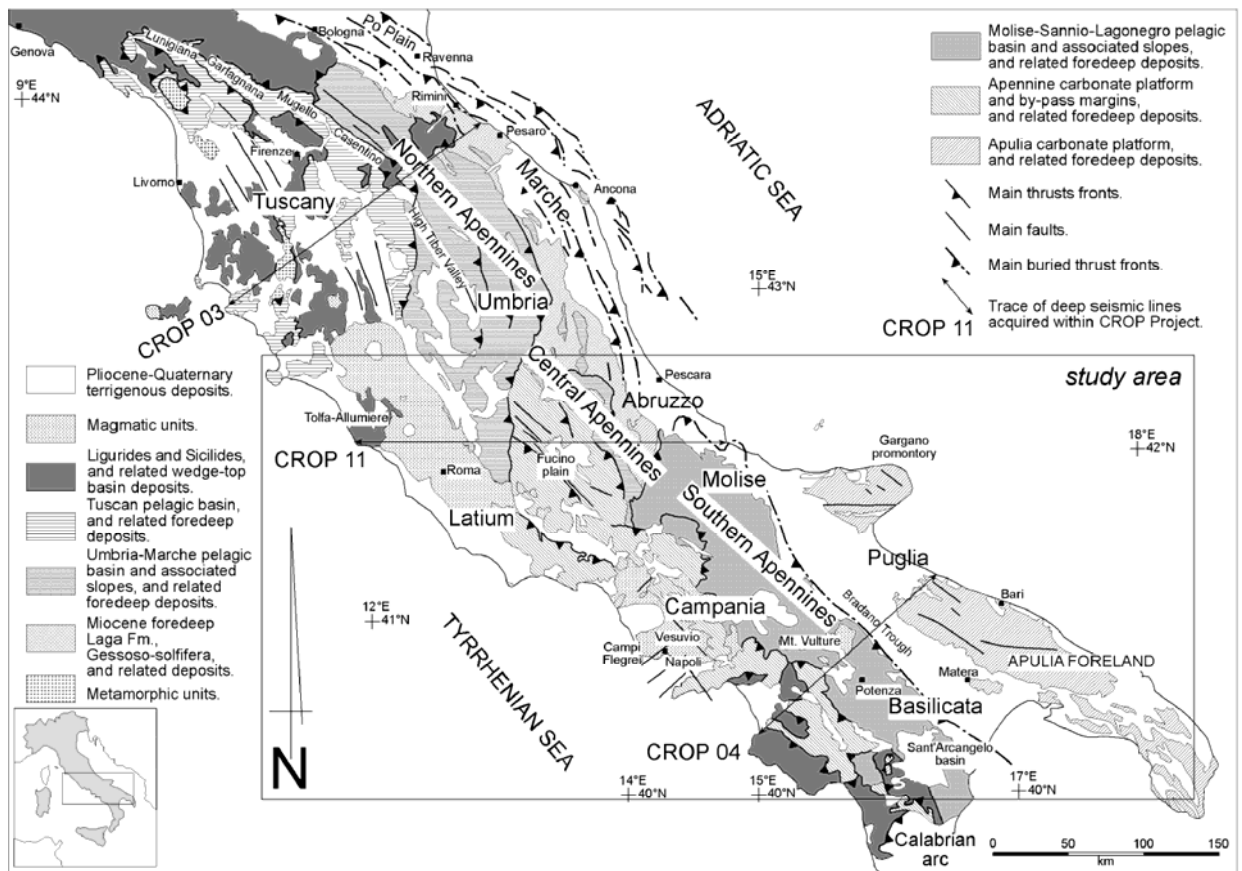 Genova
9°E
44°N
Bologna
Po Plain
Ravenna
Rimini
Pesaro
Ancona
Lunigiana
Garfagnana
Mugello
Casentino
Firenze
Livorno
Tuscany
Northern Apennines
Marche
High Tiber Valley
Umbria
CROP 03
ADRIATIC SEA
15°E
43°N
Molise-Sannio-Lagonegro pelagic
basin and associated slopes,
and related foredeep deposits.
Apennine carbonate platform
and by-pass margins,
and related foredeep deposits.
Apulia carbonate platform,
and related foredeep deposits.
Main thrusts fronts.
Main faults.
Main buried thrust fronts.
CROP 11
Trace of deep seismic lines
acquired within CROP Project.
Pliocene-Quaternary
terrigenous deposits.
Magmatic units.
Ligurides and Sicilides,
and related wedge-top
basin deposits.
Tuscan pelagic basin,
and related foredeep
deposits.
Umbria-Marche pelagic
basin and associated
slopes, and related
foredeep deposits.
Miocene foredeep
Laga Fm.,
Gessoso-solfifera,
and related deposits.
Metamorphic units.
study area
Central Apennines
Pescara
Abruzzo
Tolfa-Allumiere
CROP 11
Roma
Fucino
plain
Latium
Molise
Gargano
promontory
18°E
42°N
Southern Apennines
Puglia
12°E
41°N
Campania
Bradano Trough
Bari
Campi
Flegrei
Vesuvio
Napoli
Mt. Vulture
Matera
APULIA FORELAND
Potenza
Basilicata
TYRRHENIAN SEA
CROP 04
Sant'Arcangelo
basin
N
14°E
40°N
15°E
40°N
17°E
40°N
Calabrian
arc
0 50 100 150
km